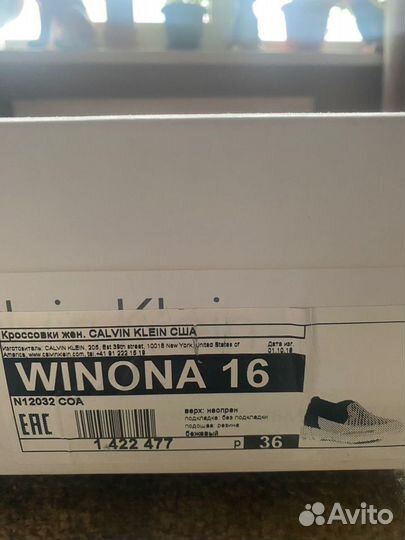 Кроссовки жен. CALVIN KLEIN США
Изготовитель: CALVIN KLEIN, 205, Est 39th street, 10018 New York, United States of
America, www.calvinklein.com, tel.+41 91 222 15 19
Дата изг.
01.10.16
WINONA 16
N12032 COA
EAC
1 422 477
верх: неопрен
подкладка: без подкладки
подошва: резина
бежевый
р 36
Avito